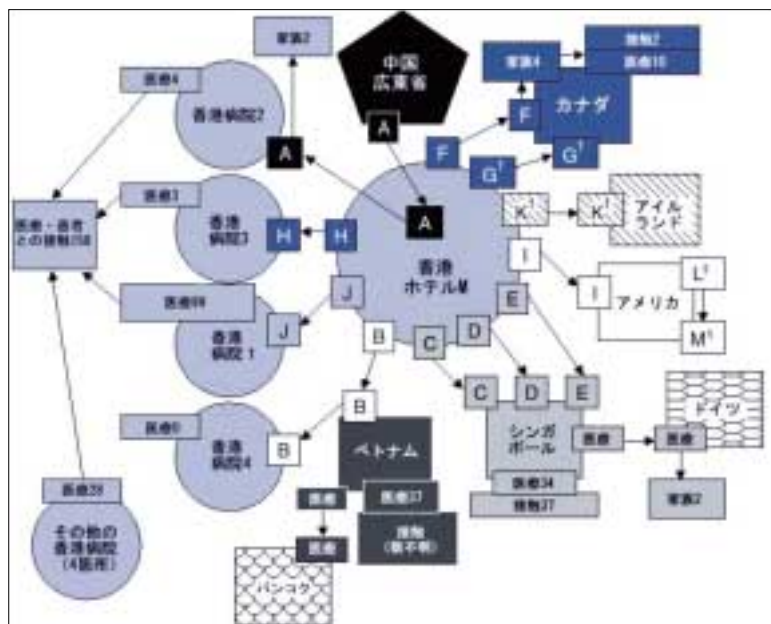 家族2
中国
広東省
接触2
医療10
家族4
カナダ
医療4
香港病院2
A
A
A
F
F
G†
G†
医療3
香港
病院3
H
H
A
K†
K†
アイル
ランド
医療・患者
との接触
香港
ホテルM
I
I
L†
アメリカ
M†
医療99
J
J
香港
病院1
B
C
D
E
C
D
E
B
B
ベトナム
シンガ
ポール
医療
医療
ドイツ
香港
病院4
医療
医療37
医療34
接触37
家族2
医療28
その他の
香港病院
(4箇所)
接触
(数不明)
医療
バンコク